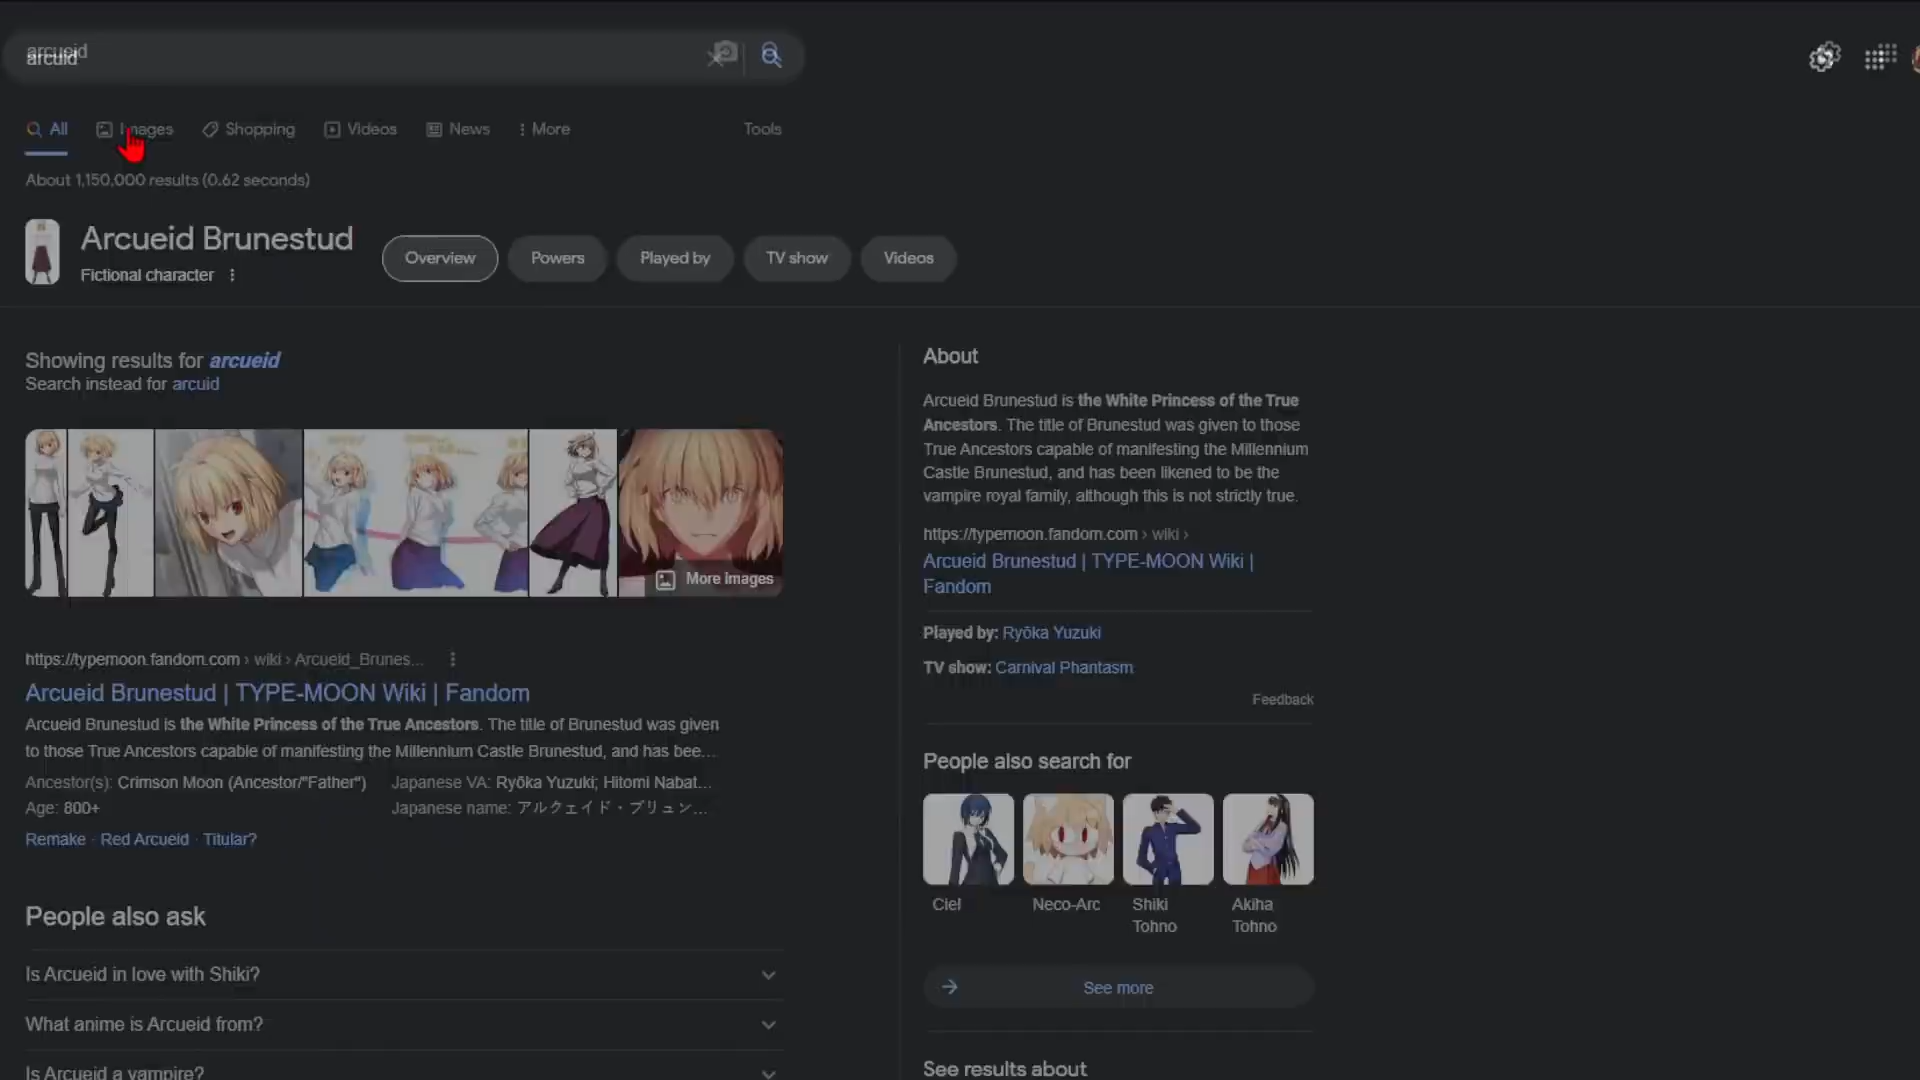 arcueid
arcuid
All Images Shopping Videos News More Tools
About 1,150,000 results (0.62 seconds)
Arcueid Brunestud
Fictional character
Overview Powers Played by TV show Videos
Showing results for arcueid
Search instead for arcuid
More images
https://typemoon.fandom.com › wiki › Arcueid_Brunes...
Arcueid Brunestud | TYPE-MOON Wiki | Fandom
Arcueid Brunestud is the White Princess of the True Ancestors. The title of Brunestud was given
to those True Ancestors capable of manifesting the Millennium Castle Brunestud, and has bee...
Ancestor(s): Crimson Moon (Ancestor/"Father") Japanese VA: Ryōka Yuzuki; Hitomi Nabat...
Age: 800+ Japanese name: アルクェイド・ブリュン...
Remake · Red Arcueid · Titular?
People also ask
Is Arcueid in love with Shiki?
What anime is Arcueid from?
Is Arcueid a vampire?
About
Arcueid Brunestud is the White Princess of the True
Ancestors. The title of Brunestud was given to those
True Ancestors capable of manifesting the Millennium
Castle Brunestud, and has been likened to be the
vampire royal family, although this is not strictly true.
https://typemoon.fandom.com › wiki ›
Arcueid Brunestud | TYPE-MOON Wiki |
Fandom
Played by: Ryōka Yuzuki
TV show: Carnival Phantasm
Feedback
People also search for
Ciel Neco-Arc Shiki Akiha
Tohno Tohno
See more
See results about